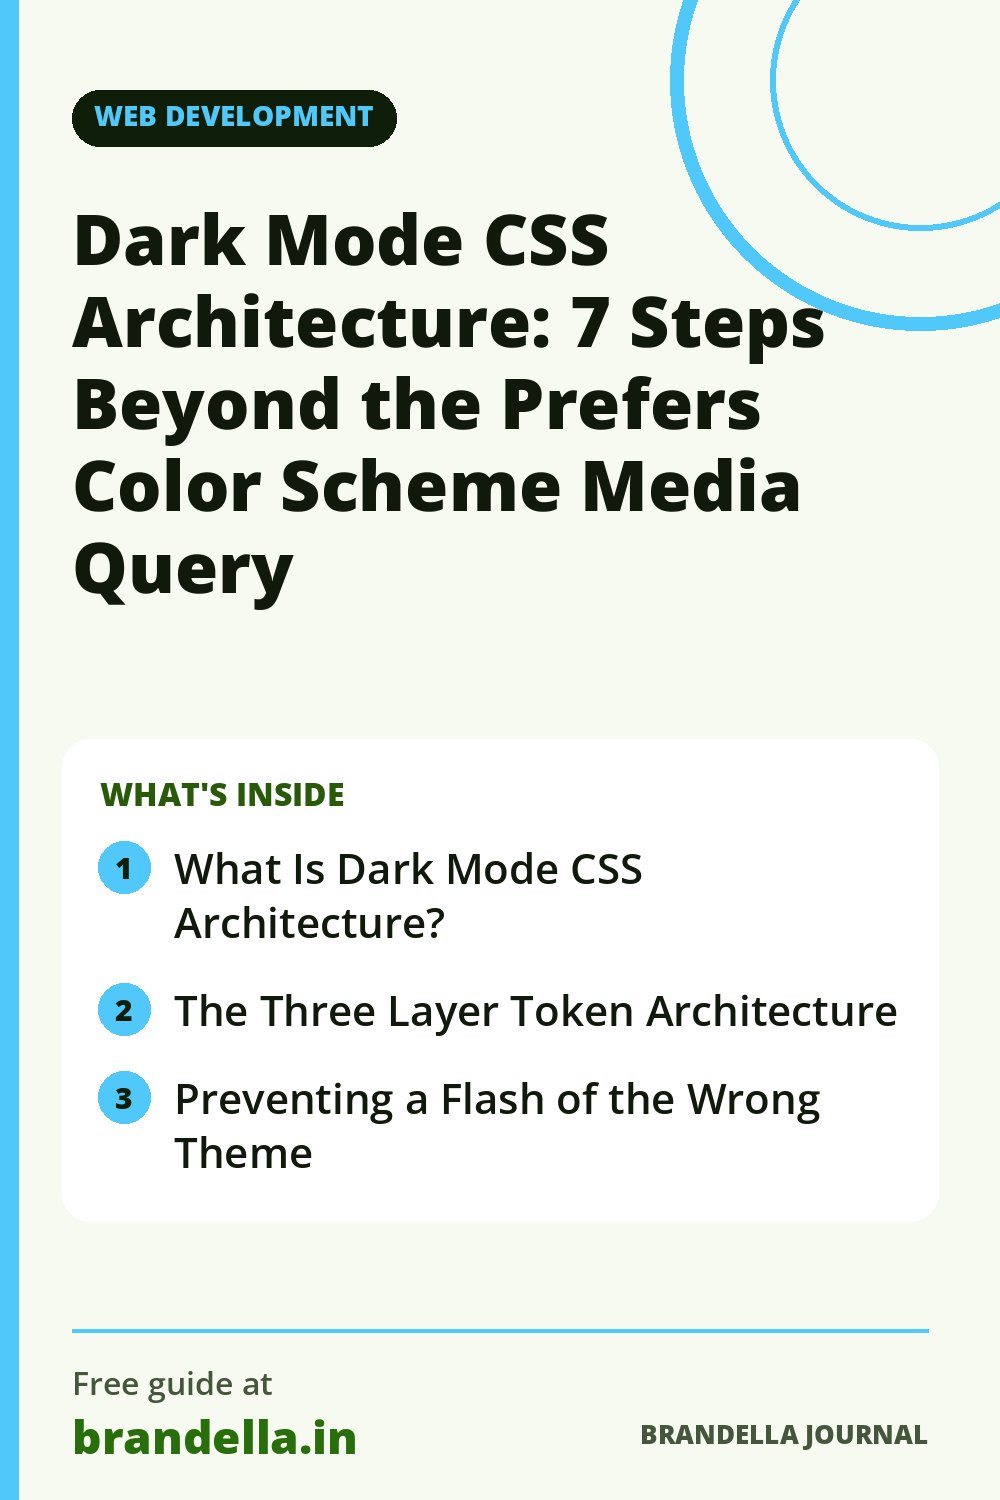 WEB DEVELOPMENT
Dark Mode CSS
Architecture: 7 Steps
Beyond the Prefers
Color Scheme Media
Query
WHAT'S INSIDE
1 What Is Dark Mode CSS
Architecture?
2 The Three Layer Token Architecture
3 Preventing a Flash of the Wrong
Theme
Free guide at
brandella.in
BRANDELLA JOURNAL